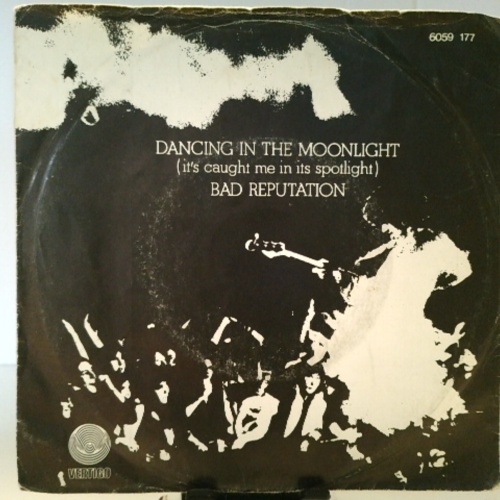 6059 177
DANCING IN THE MOONLIGHT
(it's caught me in its spotlight)
BAD REPUTATION
VERTIGO